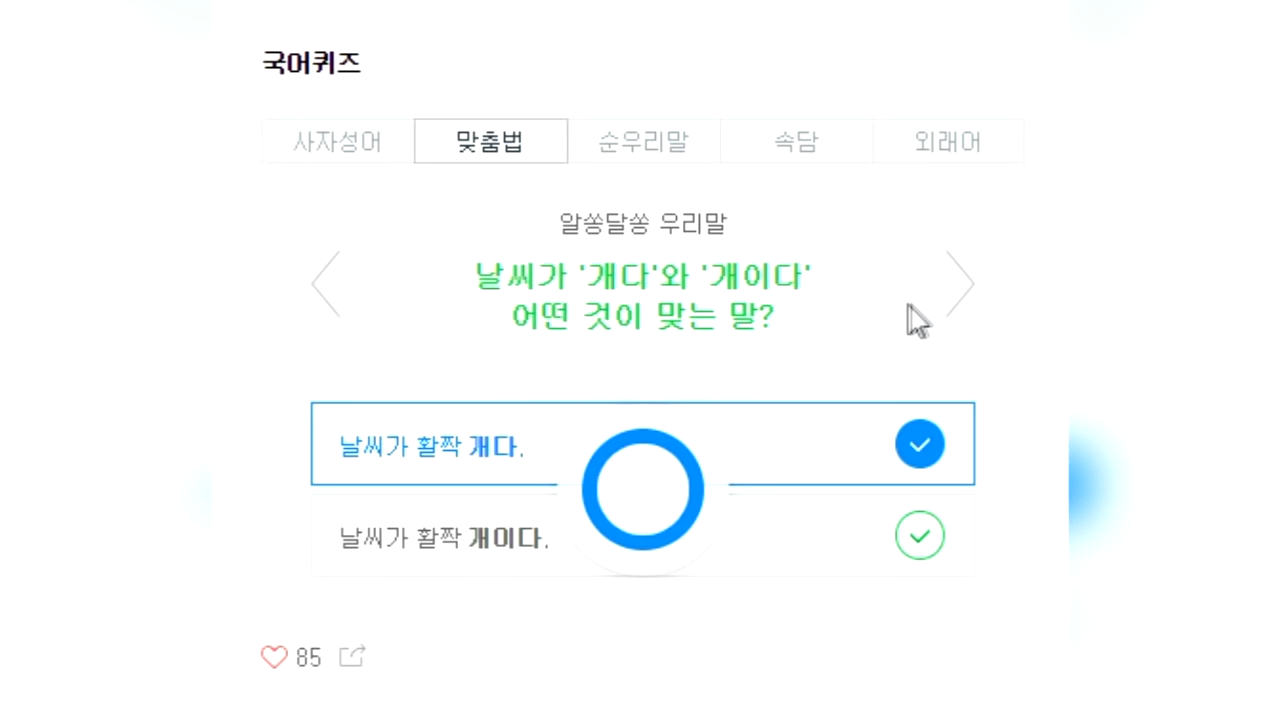 국어퀴즈
사자성어 맞춤법 순우리말 속담 외래어
알쏭달쏭 우리말
날씨가 '개다'와 '개이다'
어떤 것이 맞는 말?
날씨가 활짝 개다.
날씨가 활짝 개이다.
85